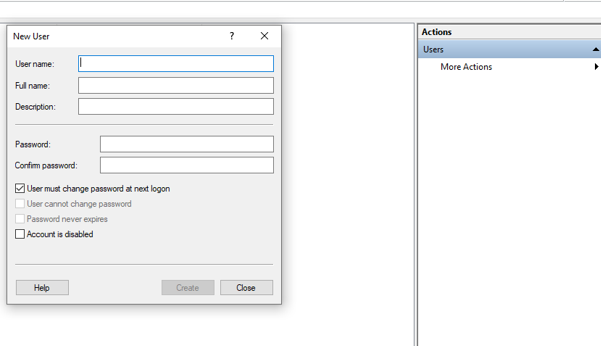 New User
?
User name:
Full name:
Description:
Password:
Confirm password:
User must change password at next logon
User cannot change password
Password never expires
Account is disabled
Help
Create
Close
Actions
Users
More Actions